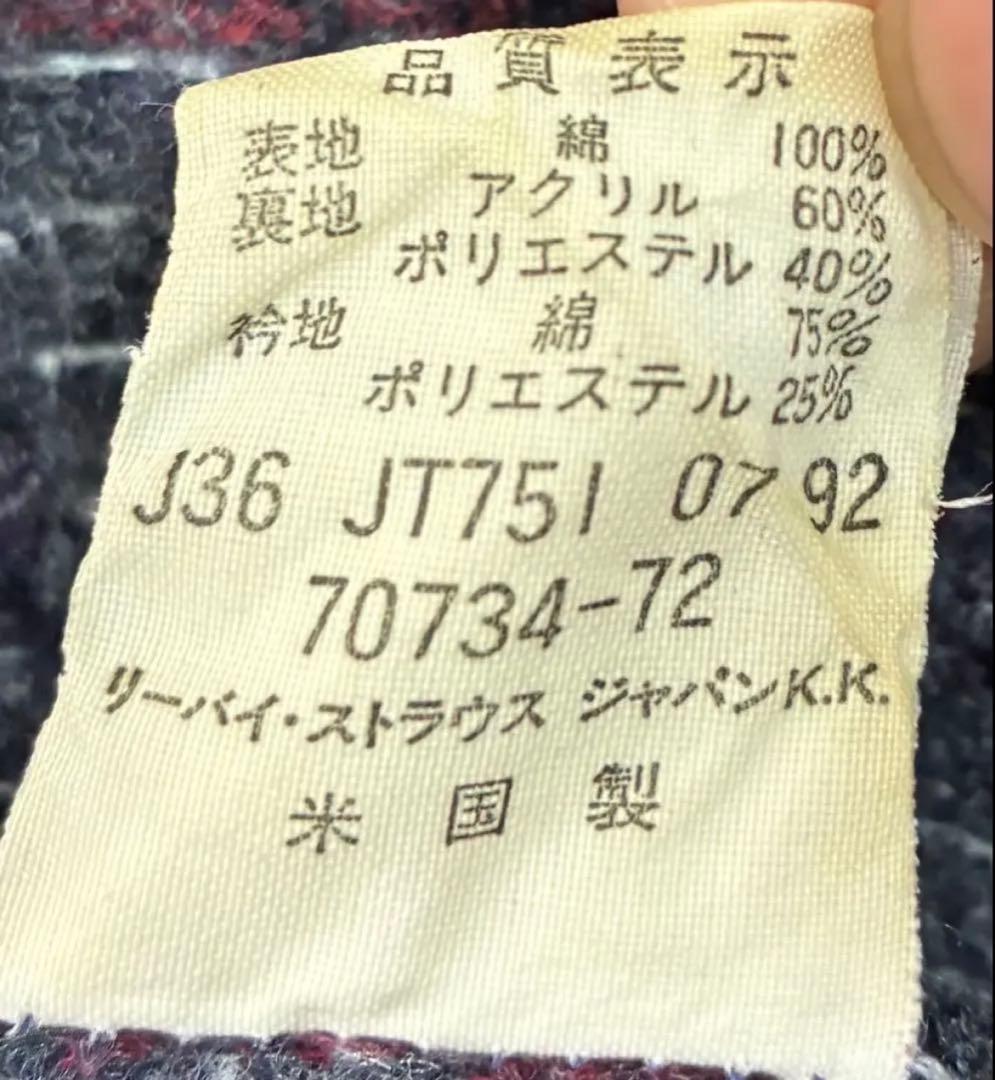 品質表示
表地 綿 100%
裏地 アクリル 60%
ポリエステル 40%
衿地 綿 75%
ポリエステル 25%
J36 JT751 07 92
70734-72
リーバイ・ストラウス ジャパンK.K.
米国製